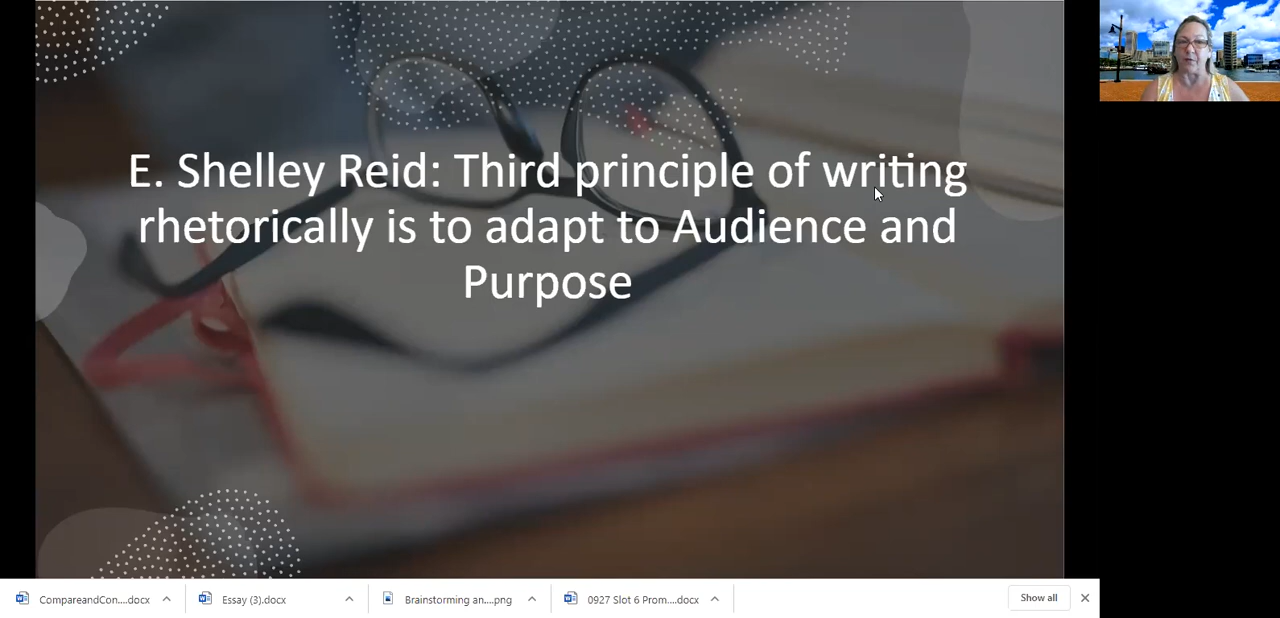 E. Shelley Reid: Third principle of writing
rhetorically is to adapt to Audience and
Purpose
CompareandCon....docx
Essay (3).docx
Brainstorming an....png
0927 Slot 6 Prom....docx
Show all